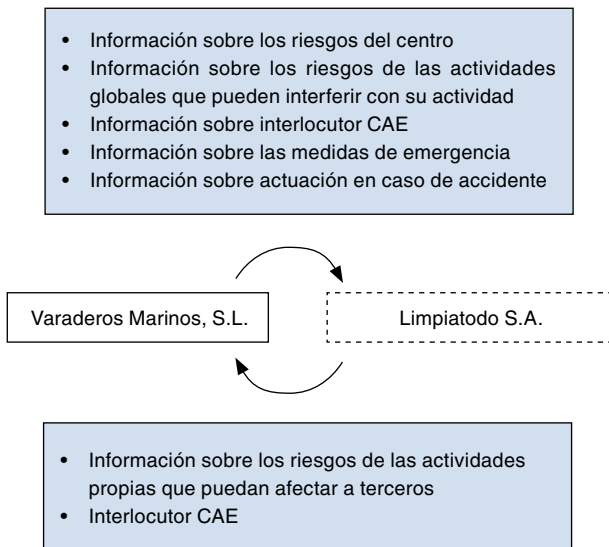 • Información sobre los riesgos del centro
• Información sobre los riesgos de las actividades
globales que pueden interferir con su actividad
• Información sobre interlocutor CAE
• Información sobre las medidas de emergencia
• Información sobre actuación en caso de accidente
Varaderos Marinos, S.L.
Limpiatodo S.A.
• Información sobre los riesgos de las actividades
propias que puedan afectar a terceros
• Interlocutor CAE